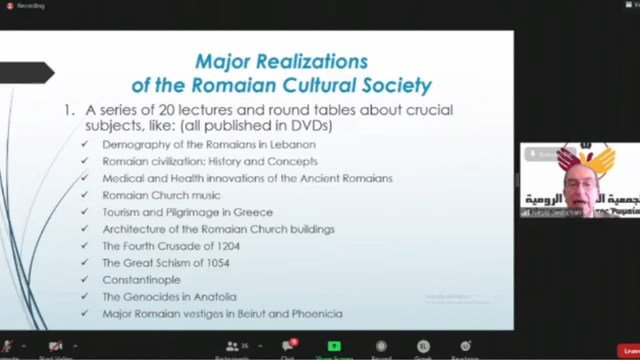 Recording
Major Realizations
of the Romaian Cultural Society
1. A series of 20 lectures and round tables about crucial
subjects, like: (all published in DVDs)
✓ Demography of the Romaians in Lebanon
✓ Romaian civilization: History and Concepts
✓ Medical and Health innovations of the Ancient Romaians
✓ Romaian Church music
✓ Tourism and Pilgrimage in Greece
✓ Architecture of the Romaian Church buildings
✓ The Fourth Crusade of 1204
✓ The Great Schism of 1054
✓ Constantinople
✓ The Genocides in Anatolia
✓ Major Romaian vestiges in Beirut and Phoenicia
الرومية
Start Video
36
Participants
Chat
Share Screen
Record
Reactions
Leave